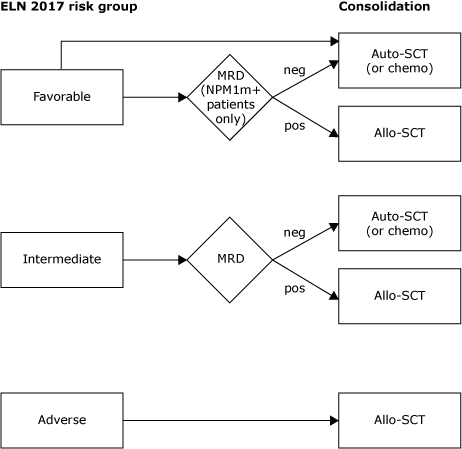 ELN 2017 risk group
Consolidation
Favorable
MRD
(NPM1m+
patients
only)
neg
pos
Auto-SCT
(or chemo)
Allo-SCT
Intermediate
MRD
neg
pos
Auto-SCT
(or chemo)
Allo-SCT
Adverse
Allo-SCT